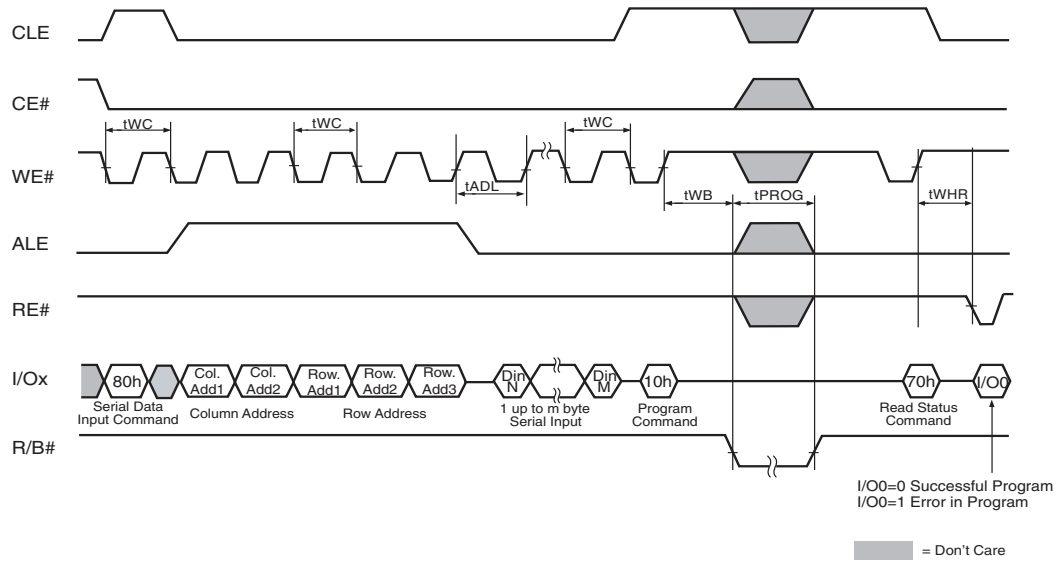 CLE
CE#
tWC
tWC
tWC
WE#
tADL
tWB
tPROG
tWHR
ALE
RE#
I/Ox
80h
Col. Add1
Col. Add2
Row. Add1
Row. Add2
Row. Add3
Din N
Din M
10h
70h
I/O0
Serial Data
Input Command
Column Address
Row Address
1 up to m byte
Serial Input
Program
Command
Read Status
Command
R/B#
I/O0=0 Successful Program
I/O0=1 Error in Program
= Don't Care